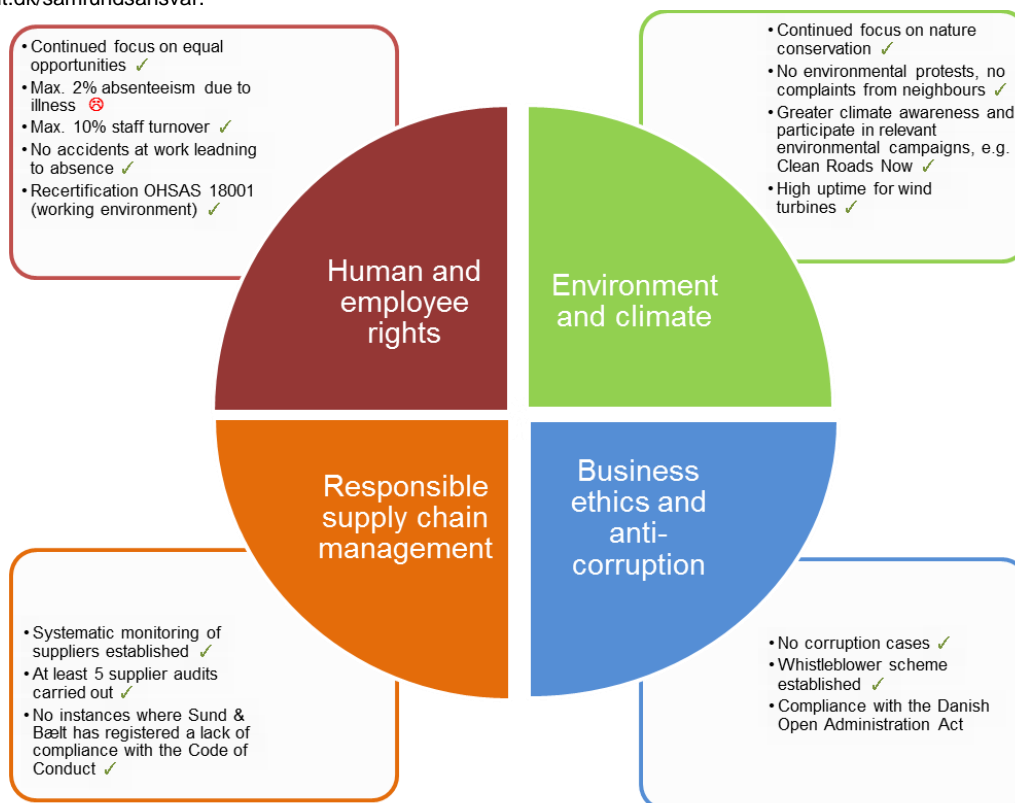 • Continued focus on equal
opportunities ✓
• Max. 2% absenteeism due to
illness ☹
• Max. 10% staff turnover ✓
• No accidents at work leadning
to absence ✓
• Recertification OHSAS 18001
(working environment) ✓
• Continued focus on nature
conservation ✓
• No environmental protests, no
complaints from neighbours ✓
• Greater climate awareness and
participate in relevant
environmental campaigns, e.g.
Clean Roads Now ✓
• High uptime for wind
turbines ✓
Human and
employee
rights
Environment
and climate
Responsible
supply chain
management
Business
ethics and
anti-
corruption
• Systematic monitoring of
suppliers established ✓
• At least 5 supplier audits
carried out ✓
• No instances where Sund &
Bælt has registered a lack of
compliance with the Code of
Conduct ✓
• No corruption cases ✓
• Whistleblower scheme
established ✓
• Compliance with the Danish
Open Administration Act